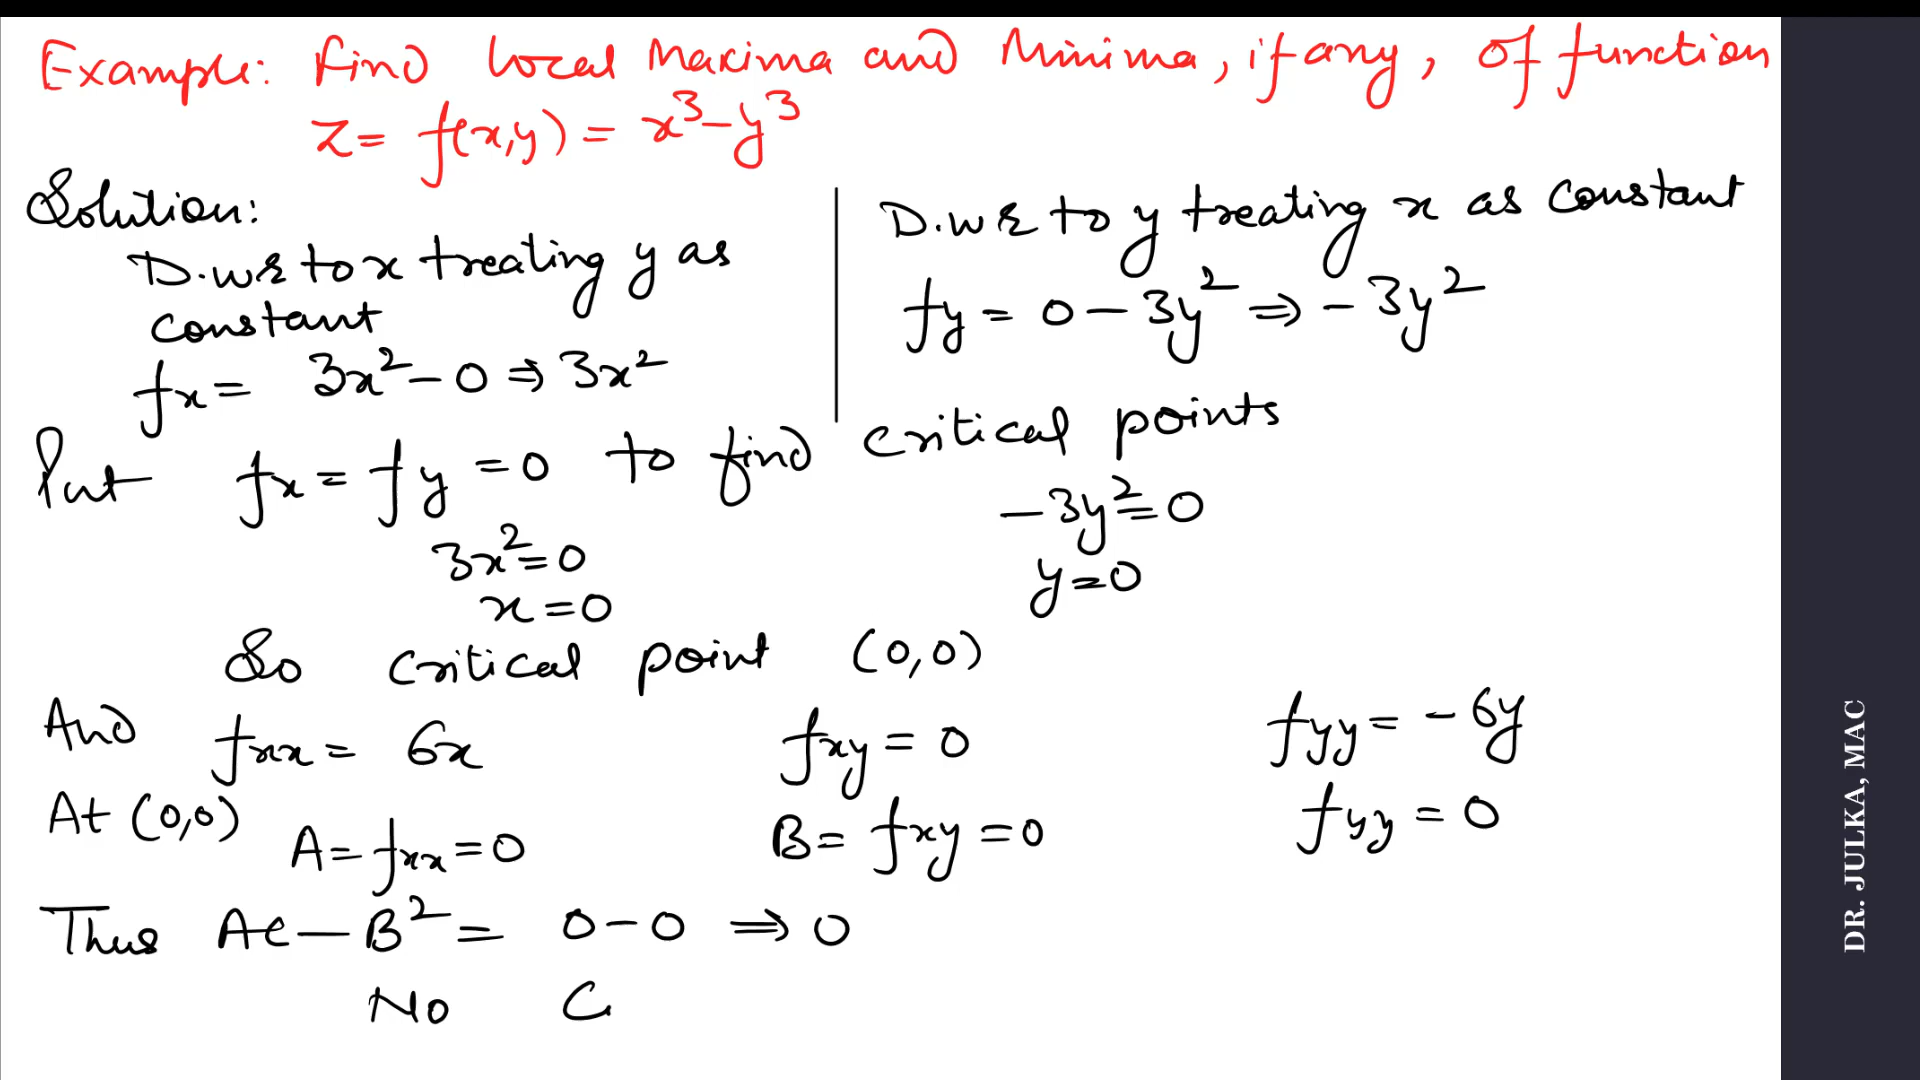 Example: Find local Maxima and Minima, if any, of function
z = f(x,y) = x³-y³
Solution:
D.w.r to x treating y as
constant
fx = 3x²-0 ⇒ 3x²
D.w.r to y treating x as constant
fy = 0 - 3y² ⇒ -3y²
Put fx = fy = 0 to find critical points
3x²=0
x=0
-3y²=0
y=0
So critical point (0,0)
And fxx = 6x fxy = 0 fyy = -6y
At (0,0) A = fxx = 0 B = fxy = 0 fyy = 0
Thus AC - B² = 0-0 ⇒ 0
No C
DR. JULKA, MAC